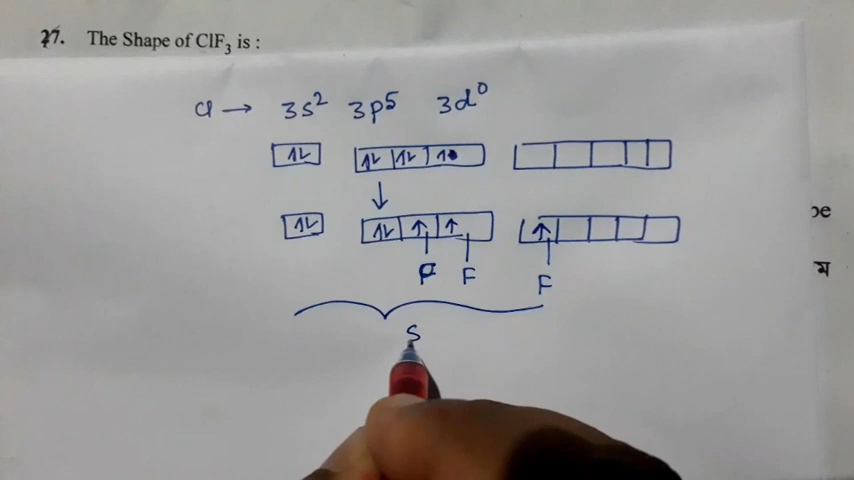 27. The Shape of ClF3 is :
Cl → 3s² 3p⁵ 3d⁰
F F F
s